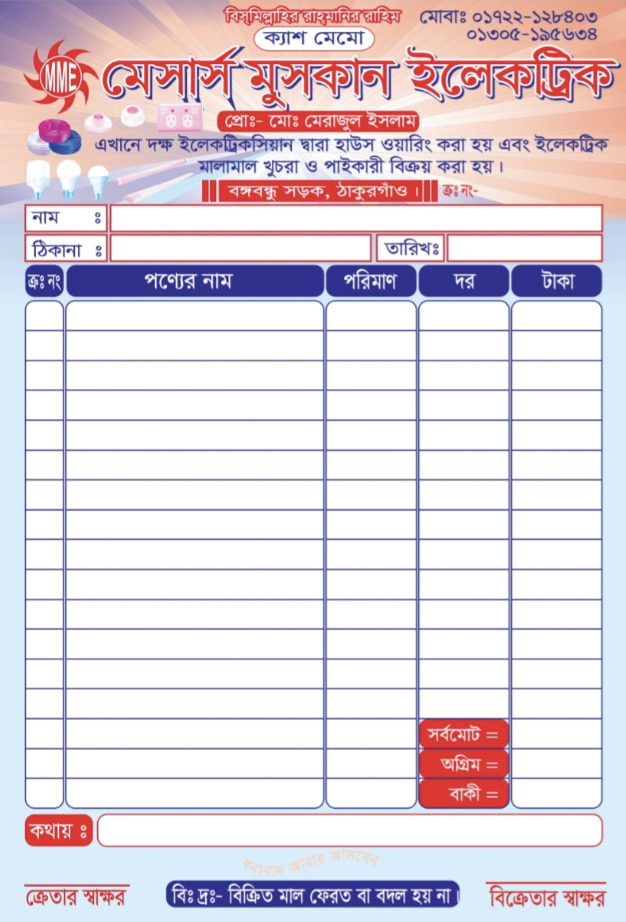 বিসমিল্লাহির রাহমানির রাহিম
মোবাঃ ০১৭২২-১২৮৪০৩
০১৩০৫-১৯৫৬৩৪
ক্যাশ মেমো
MME
মেসার্স মুসকান ইলেকট্রিক
প্রোঃ- মোঃ মেরাজুল ইসলাম
এখানে দক্ষ ইলেকট্রিকসিয়ান দ্বারা হাউস ওয়ারিং করা হয় এবং ইলেকট্রিক
মালামাল খুচরা ও পাইকারী বিক্রয় করা হয়।
বঙ্গবন্ধু সড়ক, ঠাকুরগাঁও।
ক্রঃ নং-
নাম ঃ
ঠিকানা ঃ তারিখঃ
ক্রঃ নং পণ্যের নাম পরিমাণ দর টাকা
সর্বমোট =
অগ্রিম =
বাকী =
কথায় ঃ
ধন্যবাদ আবার আসবেন
ক্রেতার স্বাক্ষর বিঃ দ্রঃ- বিক্রিত মাল ফেরত বা বদল হয় না। বিক্রেতার স্বাক্ষর